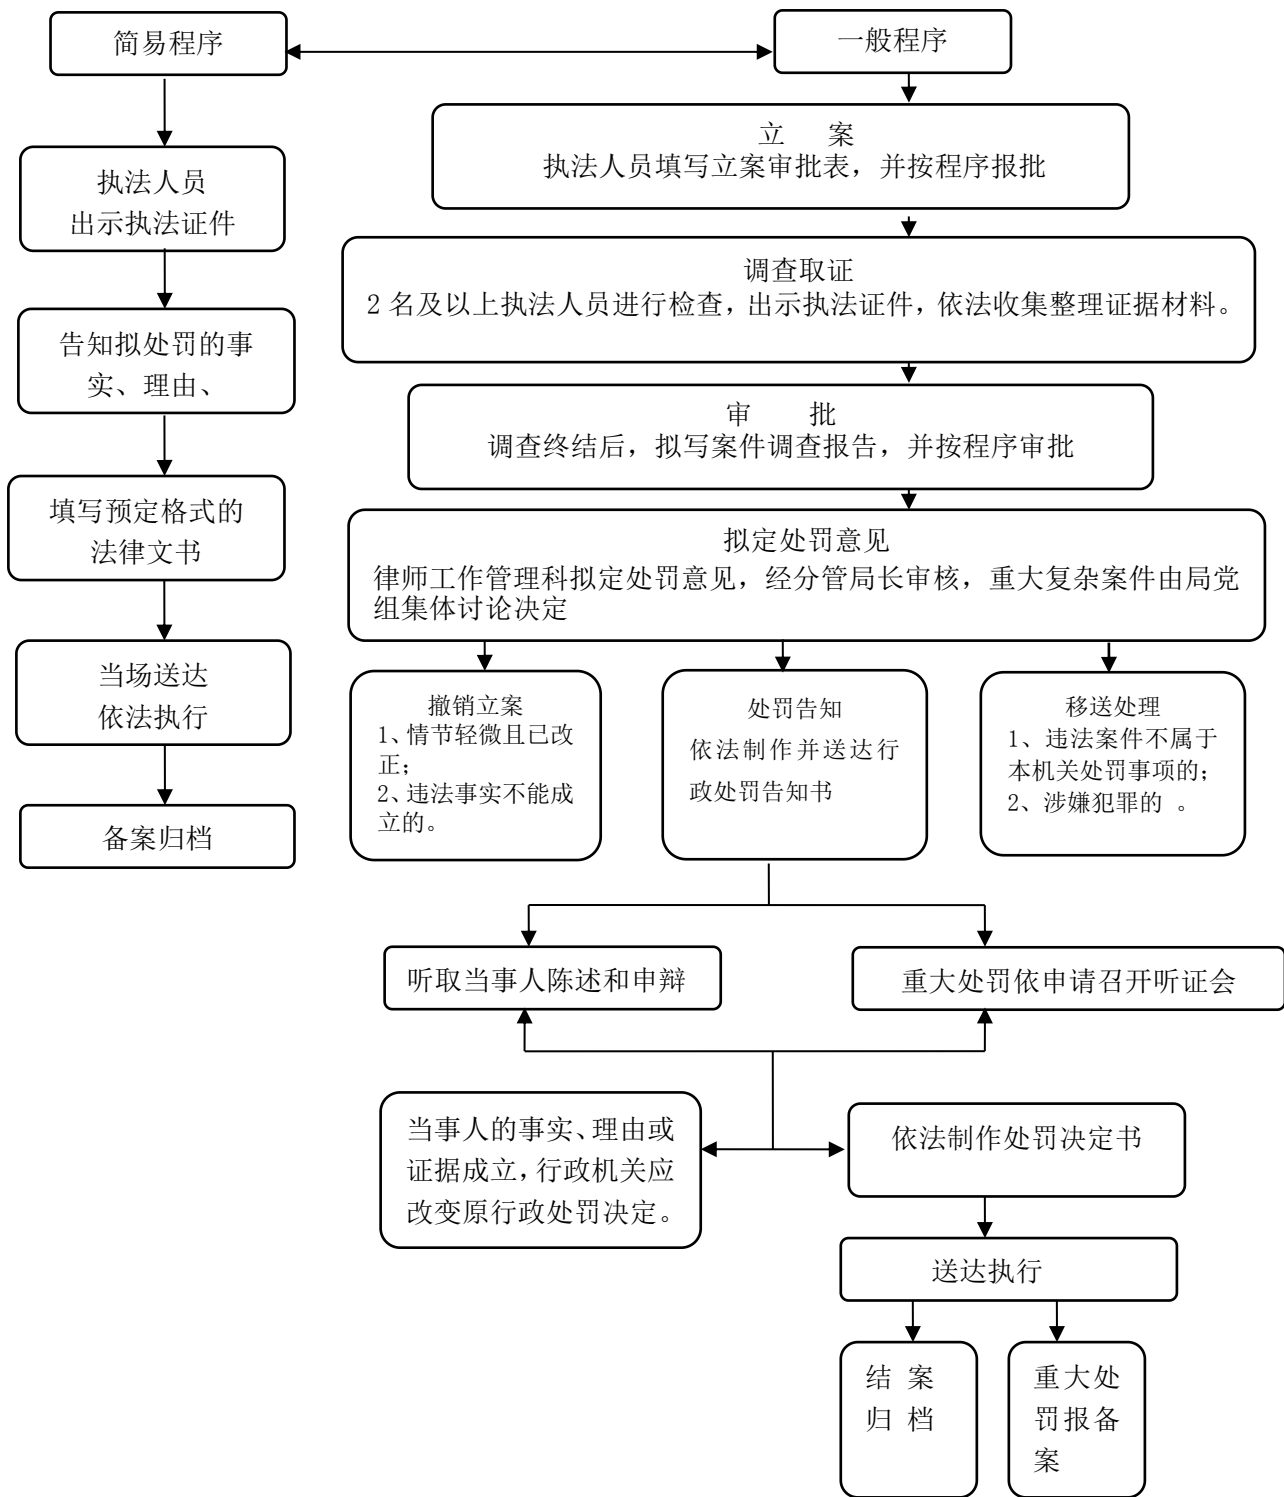 简易程序
执法人员
出示执法证件
告知拟处罚的事
实、理由、
填写预定格式的
法律文书
当场送达
依法执行
备案归档
一般程序
立 案
执法人员填写立案审批表，并按程序报批
调查取证
2 名及以上执法人员进行检查，出示执法证件，依法收集整理证据材料。
审 批
调查终结后，拟写案件调查报告，并按程序审批
拟定处罚意见
律师工作管理科拟定处罚意见，经分管局长审核，重大复杂案件由局党
组集体讨论决定
撤销立案
1、情节轻微且已改
正；
2、违法事实不能成
立的。
处罚告知
依法制作并送达行
政处罚告知书
移送处理
1、违法案件不属于
本机关处罚事项的；
2、涉嫌犯罪的 。
听取当事人陈述和申辩
重大处罚依申请召开听证会
当事人的事实、理由或
证据成立，行政机关应
改变原行政处罚决定。
依法制作处罚决定书
送达执行
结 案
归 档
重大处
罚报备
案